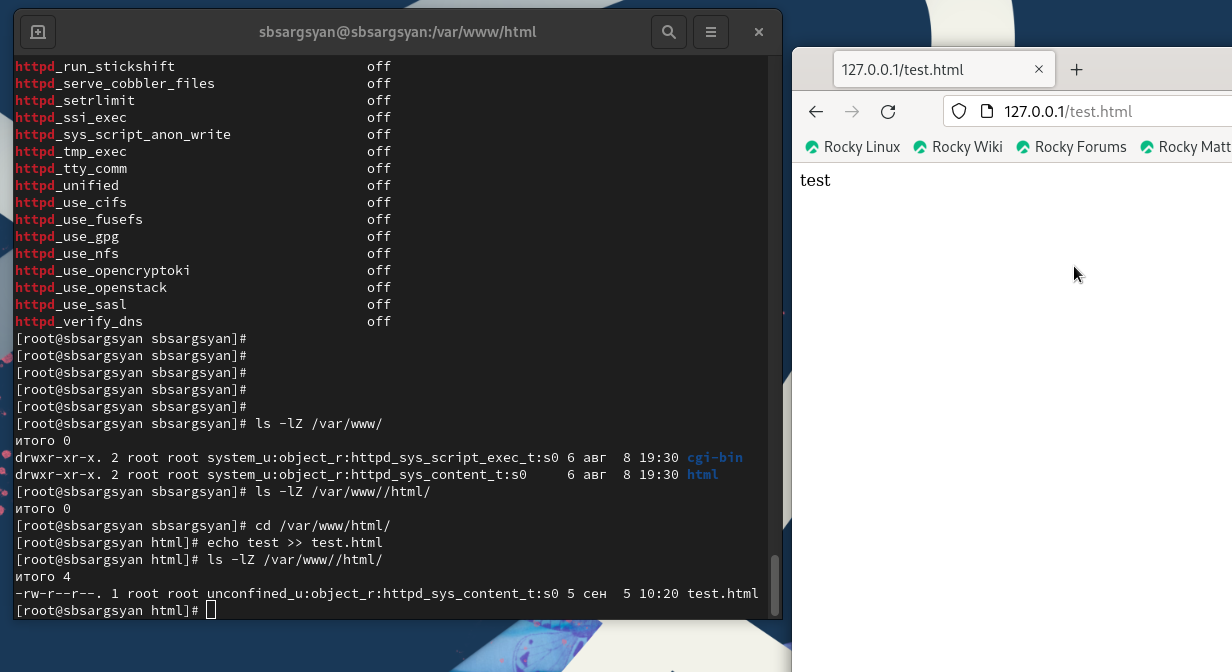 sbsargsyan@sbsargsyan:/var/www/html
httpd_run_stickshift off
httpd_serve_cobbler_files off
httpd_setrlimit off
httpd_ssi_exec off
httpd_sys_script_anon_write off
httpd_tmp_exec off
httpd_tty_comm off
httpd_unified off
httpd_use_cifs off
httpd_use_fusefs off
httpd_use_gpg off
httpd_use_nfs off
httpd_use_opencryptoki off
httpd_use_openstack off
httpd_use_sasl off
httpd_verify_dns off
[root@sbsargsyan sbsargsyan]#
[root@sbsargsyan sbsargsyan]#
[root@sbsargsyan sbsargsyan]#
[root@sbsargsyan sbsargsyan]#
[root@sbsargsyan sbsargsyan]#
[root@sbsargsyan sbsargsyan]# ls -lZ /var/www/
итого 0
drwxr-xr-x. 2 root root system_u:object_r:httpd_sys_script_exec_t:s0 6 авг 8 19:30 cgi-bin
drwxr-xr-x. 2 root root system_u:object_r:httpd_sys_content_t:s0 6 авг 8 19:30 html
[root@sbsargsyan sbsargsyan]# ls -lZ /var/www//html/
итого 0
[root@sbsargsyan sbsargsyan]# cd /var/www/html/
[root@sbsargsyan html]# echo test >> test.html
[root@sbsargsyan html]# ls -lZ /var/www//html/
итого 4
-rw-r--r--. 1 root root unconfined_u:object_r:httpd_sys_content_t:s0 5 сен 5 10:20 test.html
[root@sbsargsyan html]#
127.0.0.1/test.html
127.0.0.1/test.html
Rocky Linux Rocky Wiki Rocky Forums Rocky Matt
test